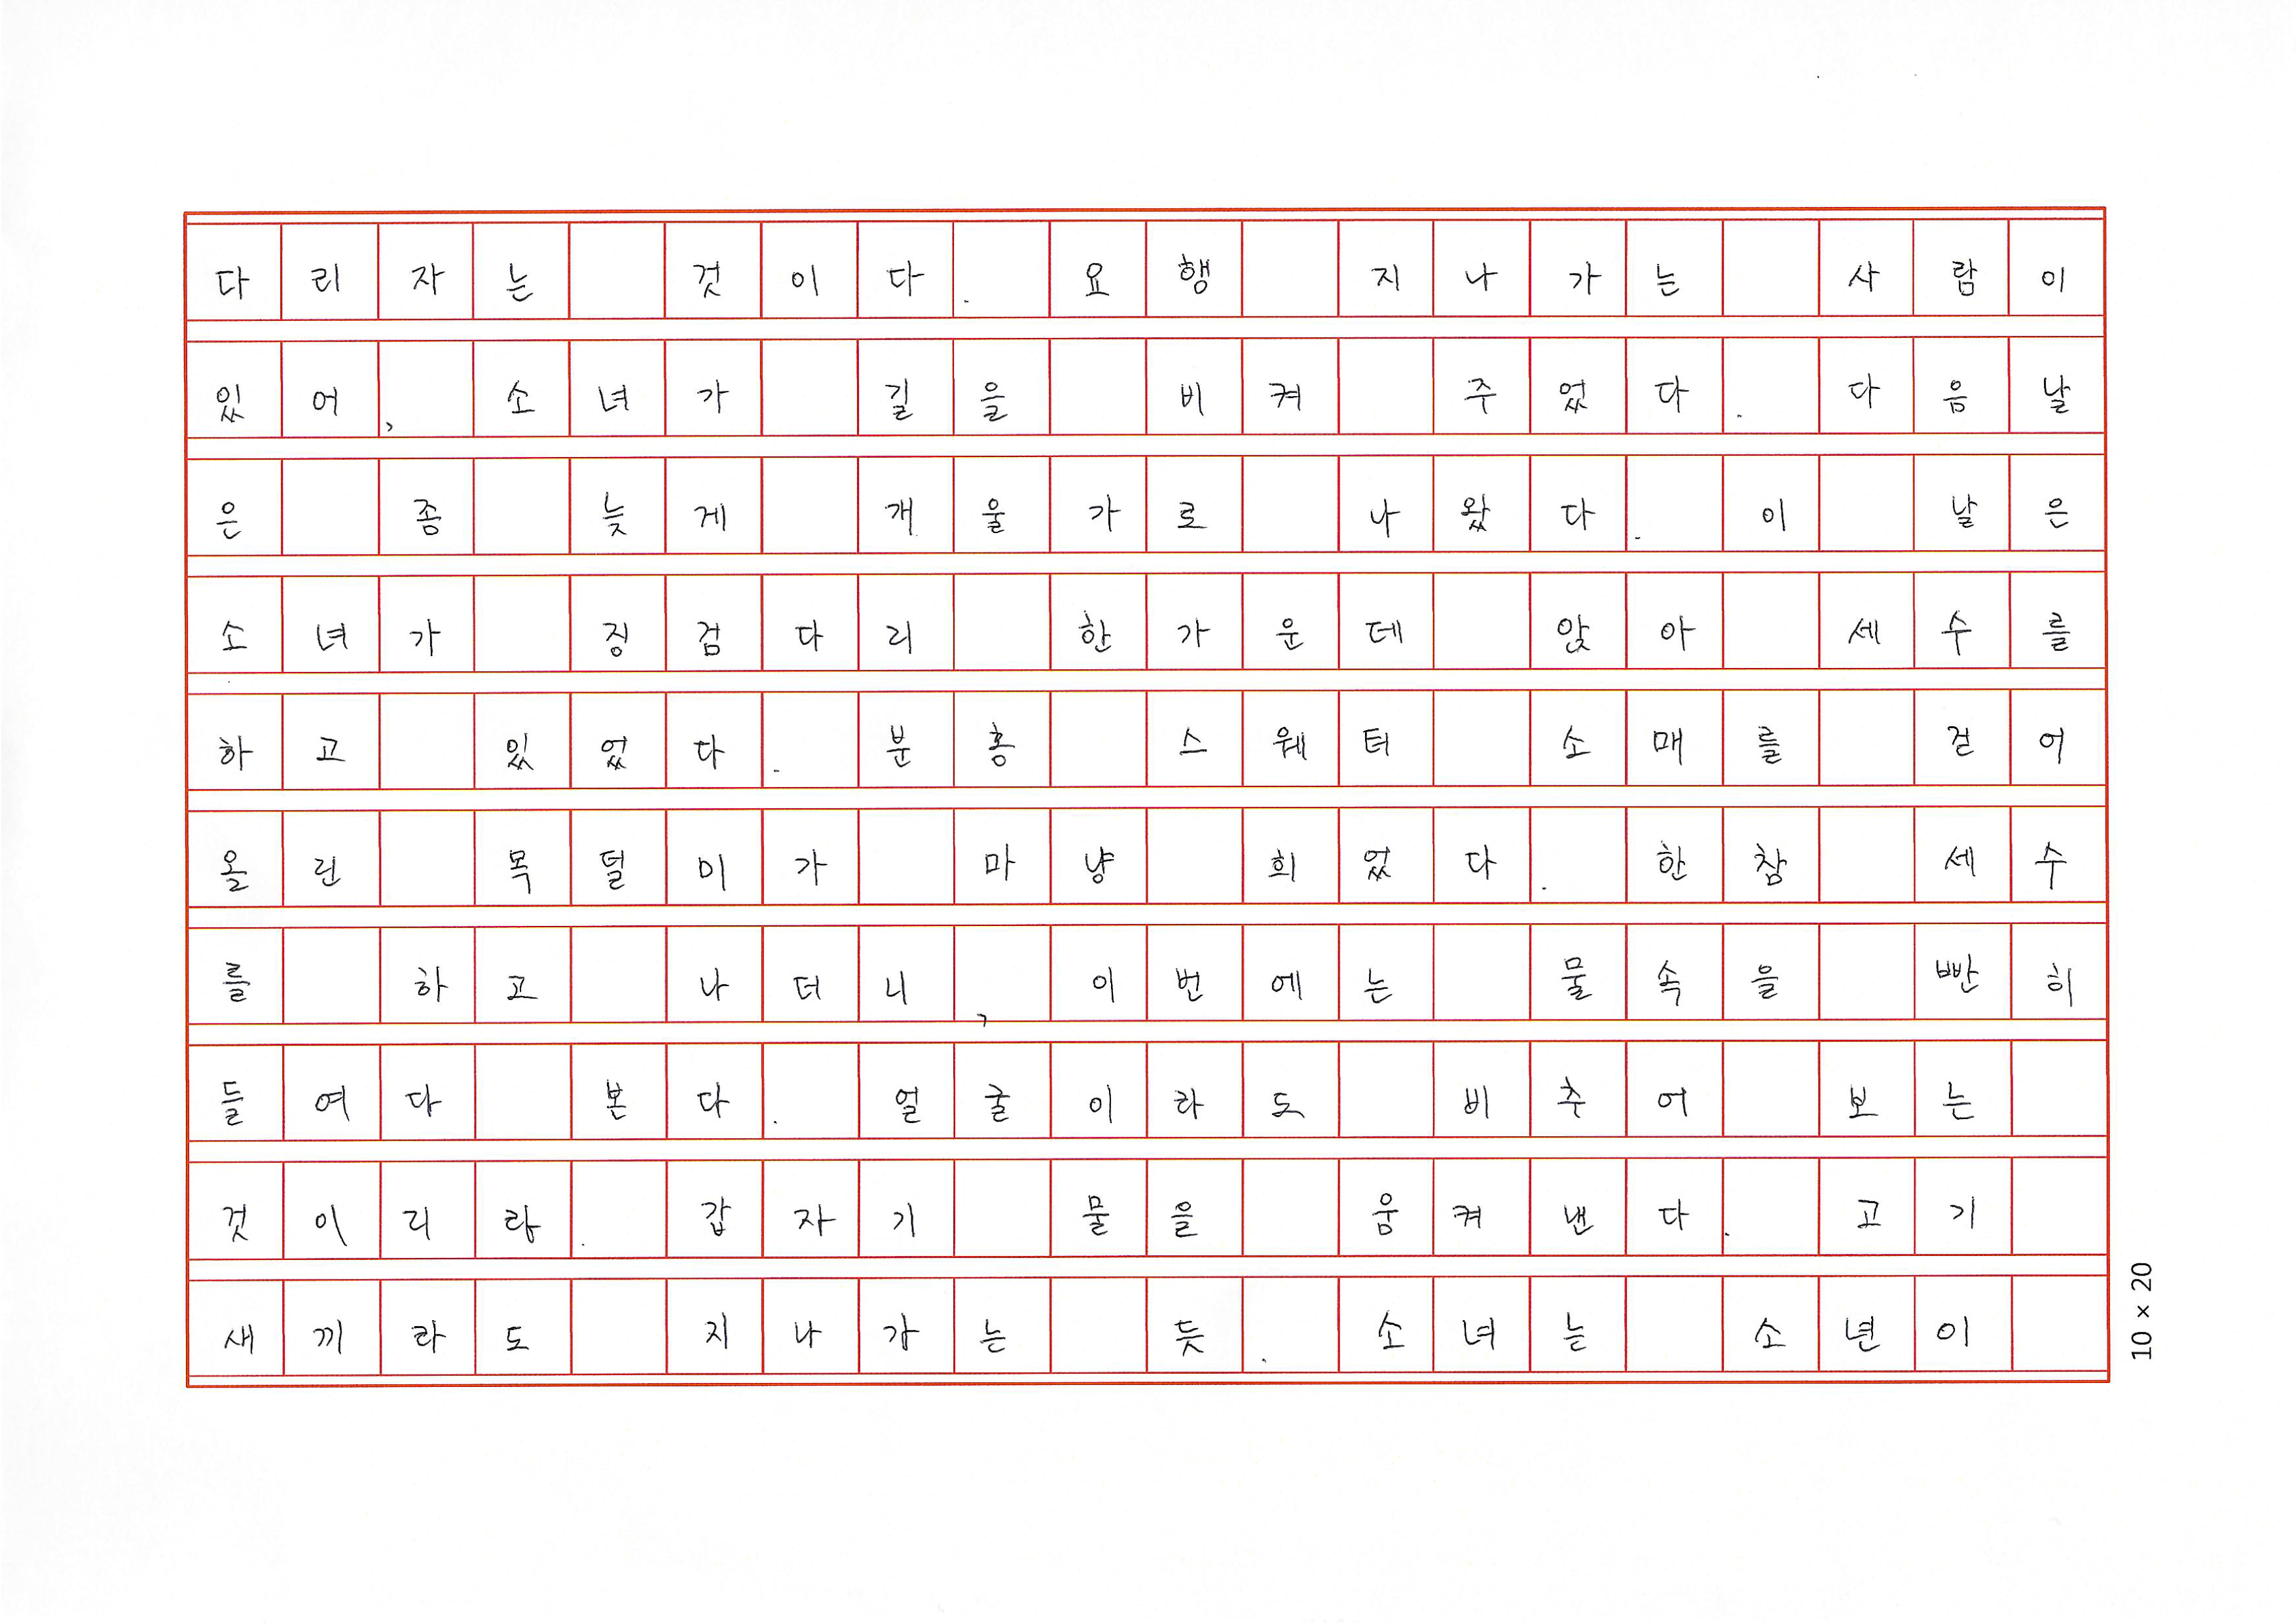 다리자는 것이다. 요행 지나가는 사람이
있어, 소녀가 길을 비켜 주었다. 다음날
은 좀 늦게 개울가로 나왔다. 이 날은
소녀가 징검다리 한가운데 앉아 세수를
하고 있었다. 분홍 스웨터 소매를 걷어
올린 목덜미가 마냥 희었다. 한참 세수
를 하고 나더니, 이번에는 물속을 빤히
들여다 본다. 얼굴이라도 비추어 보는
것이리라. 갑자기 물을 움켜낸다. 고기
새끼라도 지나가는 듯. 소녀는 소년이
10 × 20